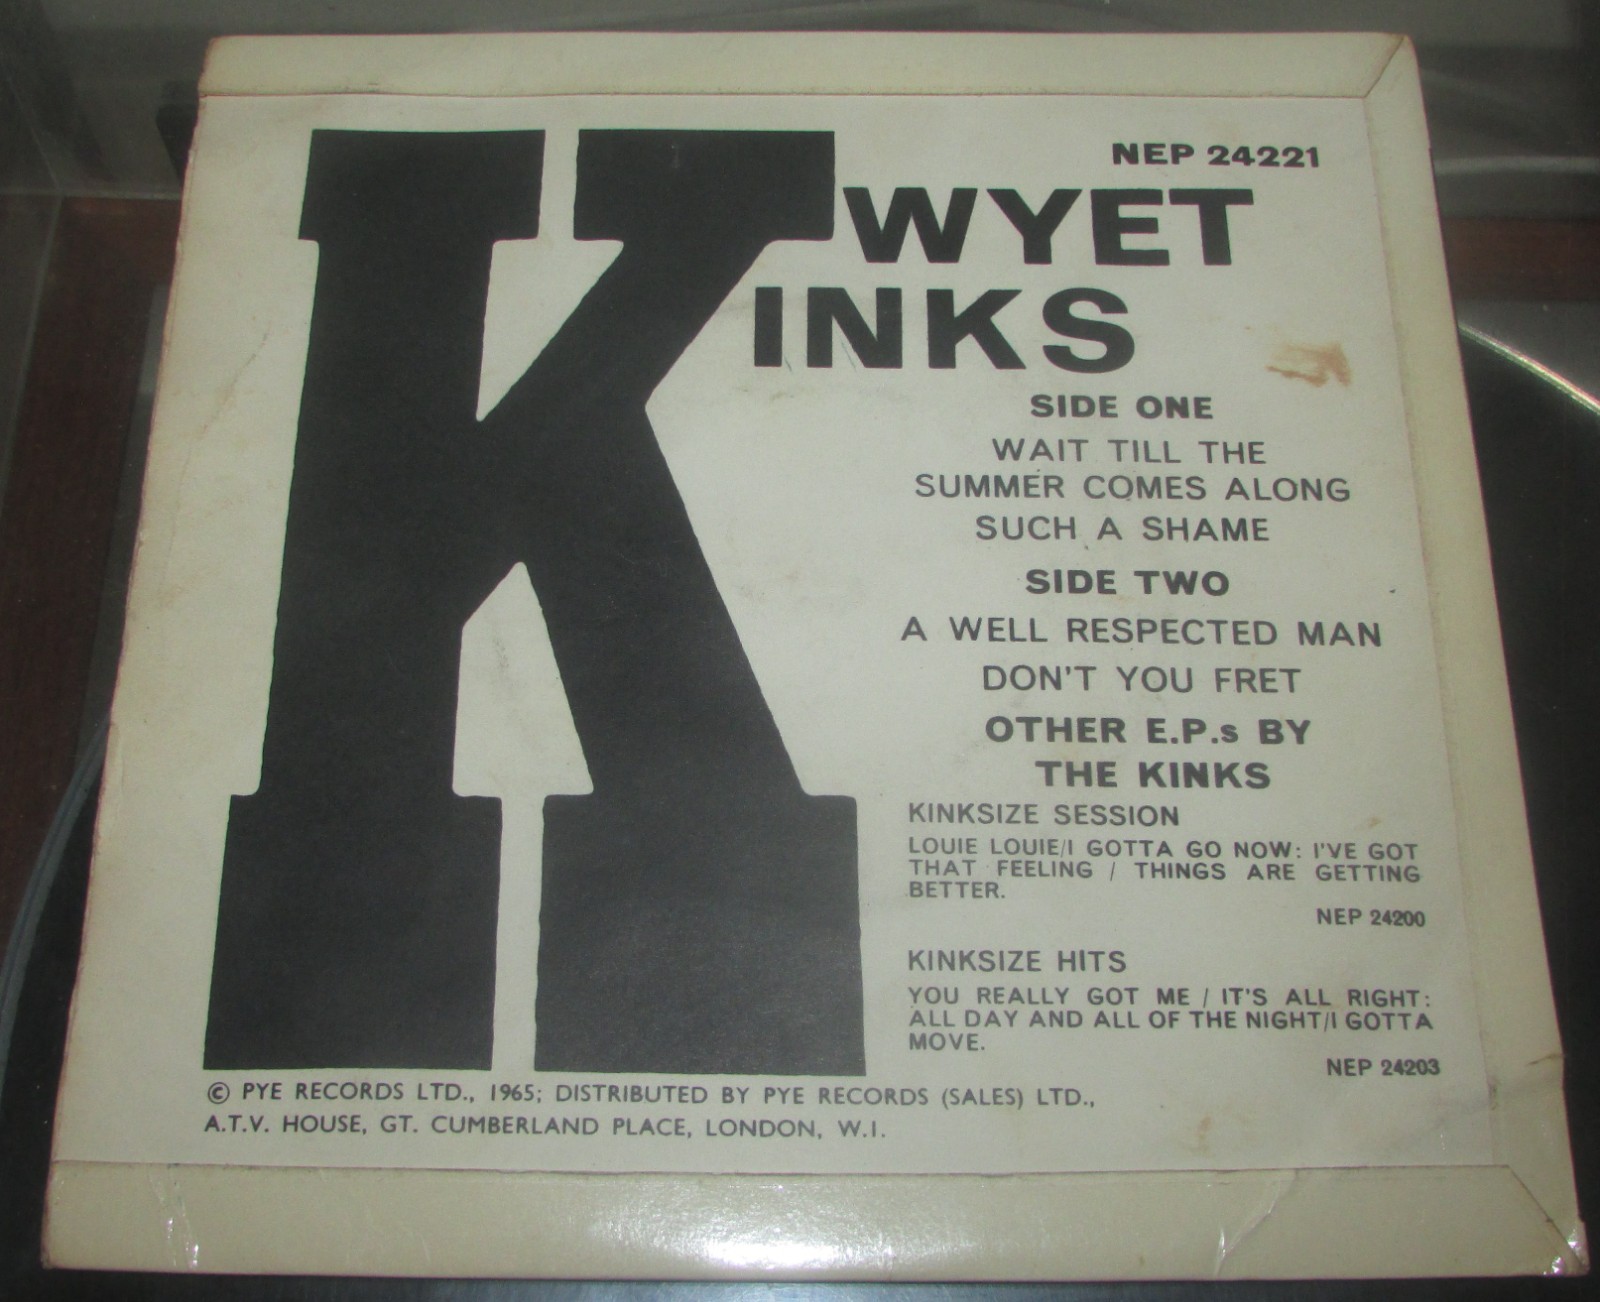 NEP 24221
KWYET
KINKS
SIDE ONE
WAIT TILL THE
SUMMER COMES ALONG
SUCH A SHAME
SIDE TWO
A WELL RESPECTED MAN
DON'T YOU FRET
OTHER E.P.s BY
THE KINKS
KINKSIZE SESSION
LOUIE LOUIE/I GOTTA GO NOW: I'VE GOT
THAT FEELING / THINGS ARE GETTING
BETTER.
NEP 24200
KINKSIZE HITS
YOU REALLY GOT ME / IT'S ALL RIGHT:
ALL DAY AND ALL OF THE NIGHT/I GOTTA
MOVE.
NEP 24203
© PYE RECORDS LTD., 1965; DISTRIBUTED BY PYE RECORDS (SALES) LTD.,
A.T.V. HOUSE, GT. CUMBERLAND PLACE, LONDON, W.I.